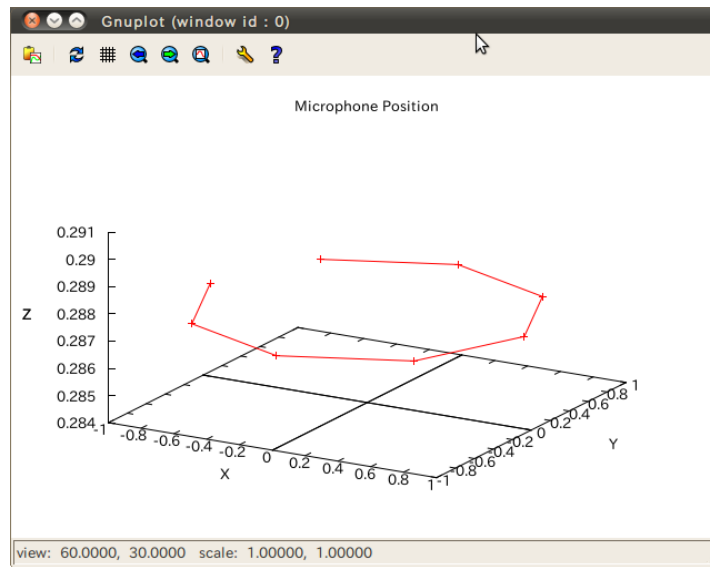 Gnuplot (window id : 0)
Microphone Position
0.291
0.29
0.289
0.288
Z
0.287
0.286
0.285
0.284
-1 -0.8 -0.6 -0.4 -0.2 0 0.2 0.4 0.6 0.8 1
X
-1 -0.8 -0.6 -0.4 -0.2 0 0.2 0.4 0.6 0.8 1
Y
view: 60.0000, 30.0000 scale: 1.00000, 1.00000